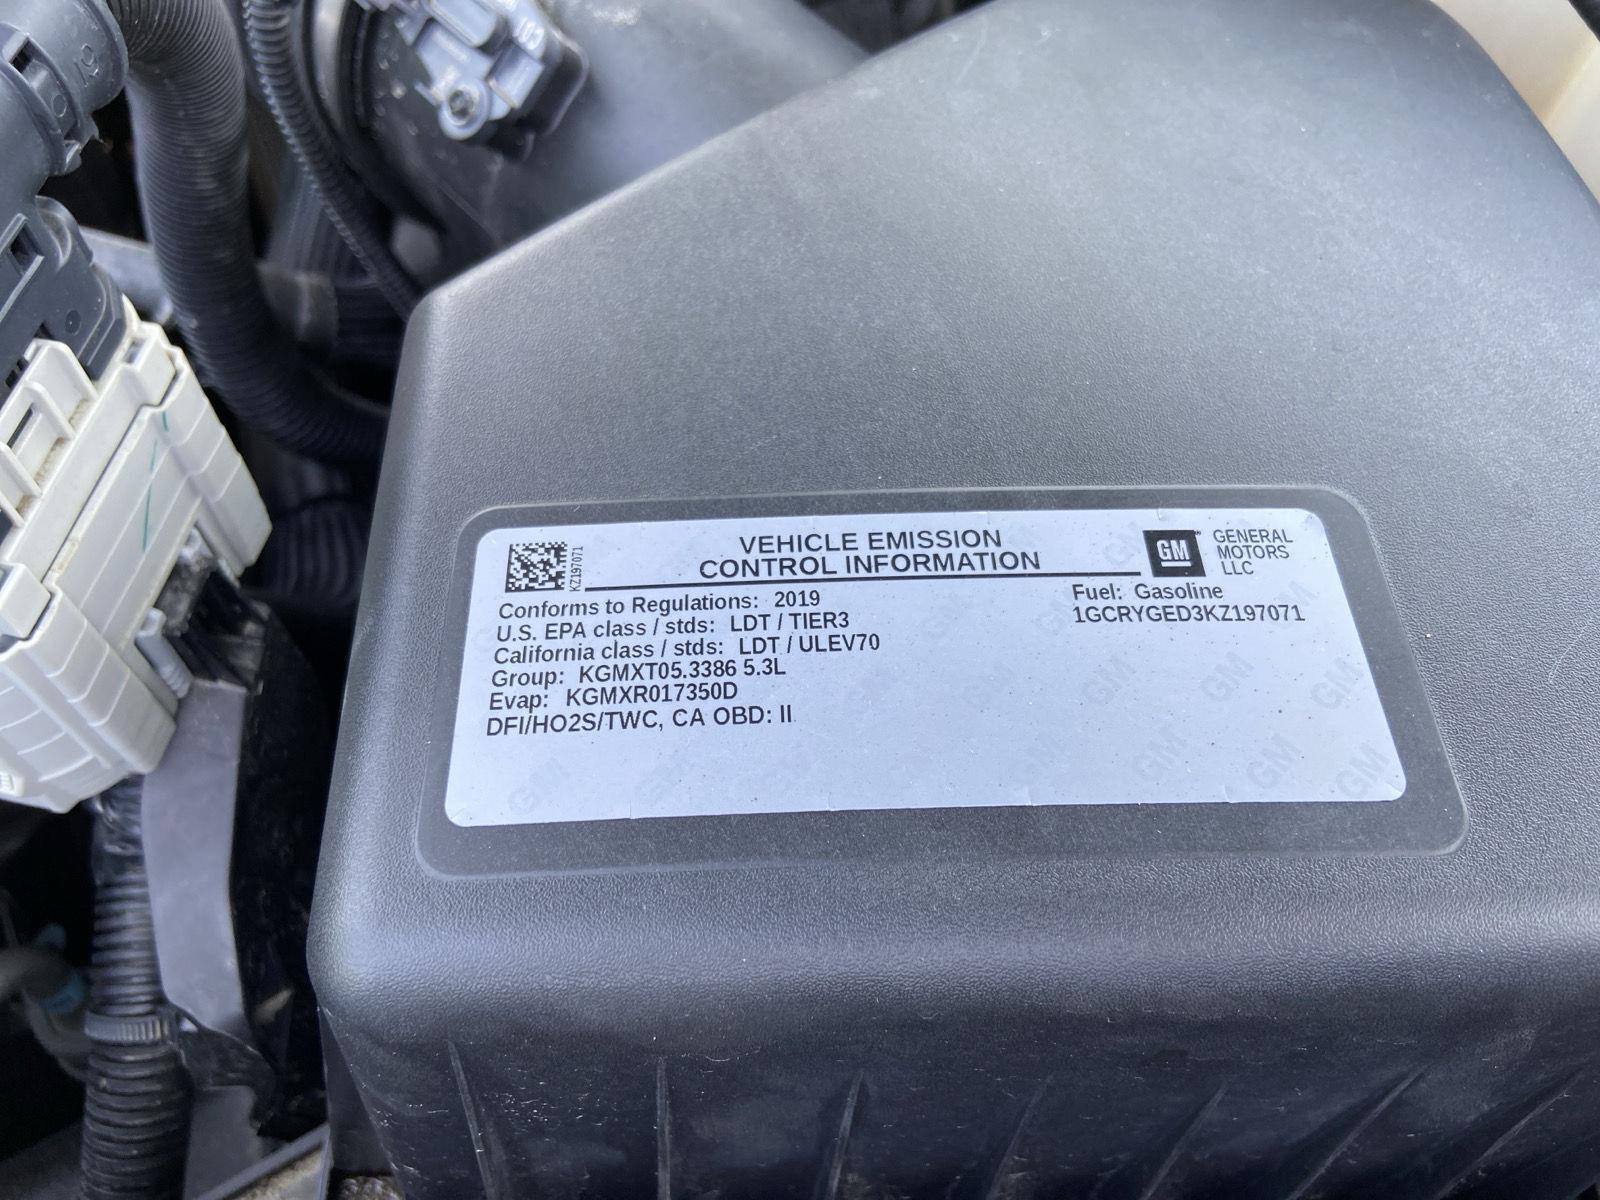 VEHICLE EMISSION
CONTROL INFORMATION
KZ197071
GM
GENERAL
MOTORS
LLC
Conforms to Regulations: 2019
U.S. EPA class / stds: LDT / TIER3
California class / stds: LDT / ULEV70
Group: KGMXT05.3386 5.3L
Evap: KGMXR017350D
DFI/HO2S/TWC, CA OBD: II
Fuel: Gasoline
1GCRYGED3KZ197071